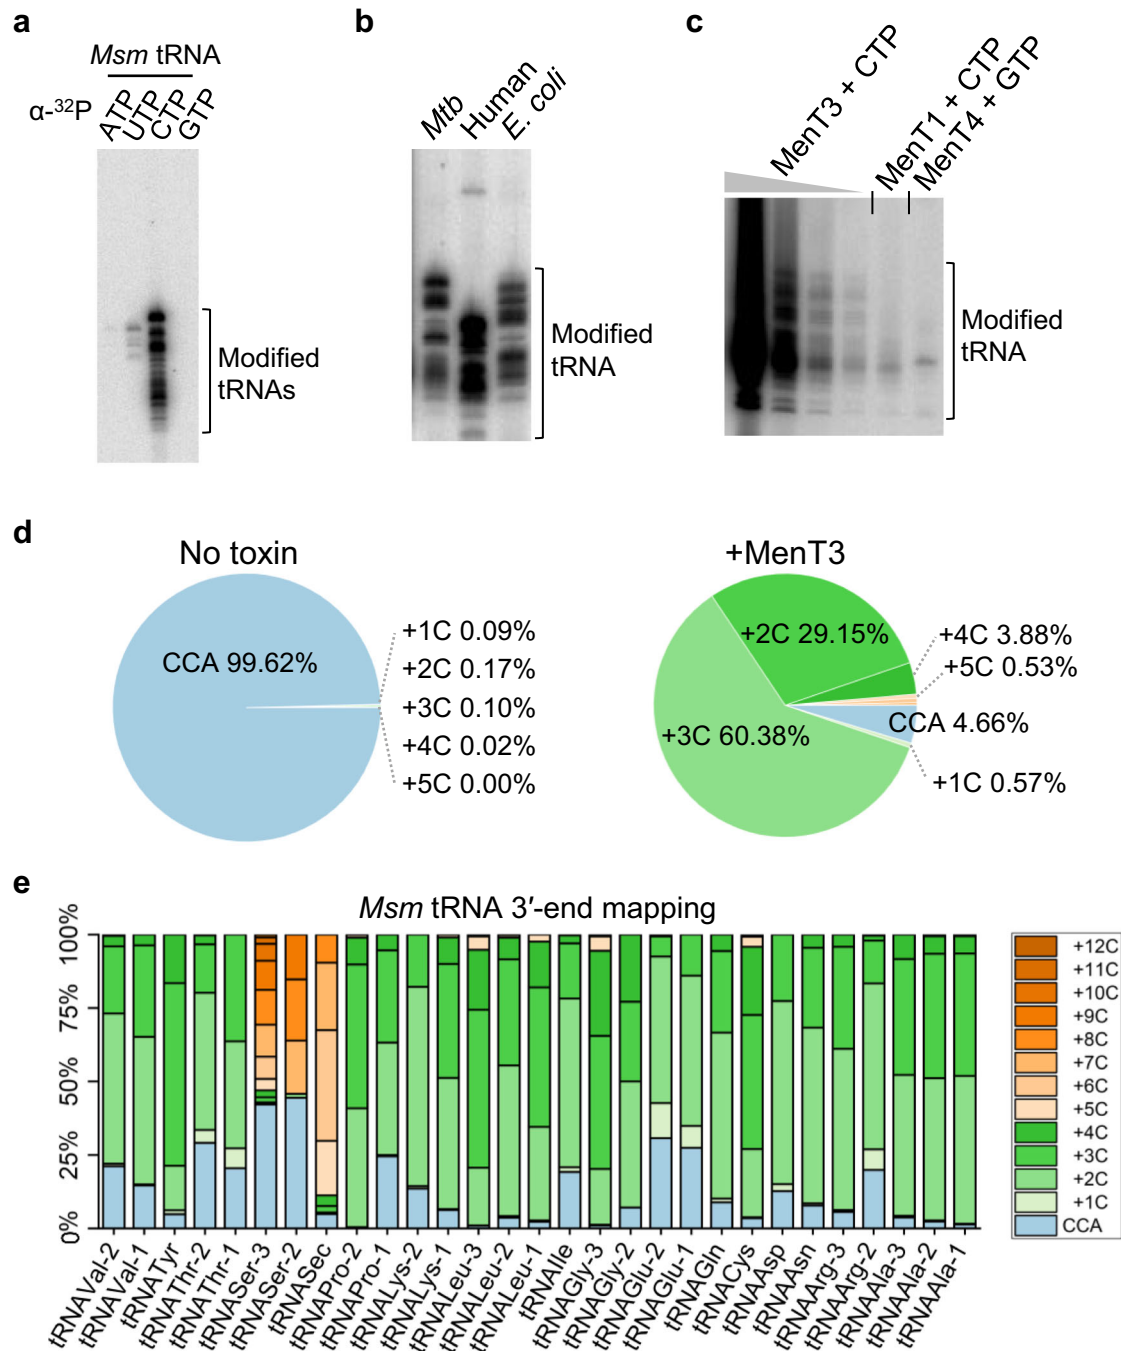 a
Msm tRNA
α-³²P
ATP
UTP
CTP
GTP
Modified
tRNAs
b
Mtb
Human
E. coli
Modified
tRNA
c
MenT3 + CTP
MenT1 + CTP
MenT4 + GTP
Modified
tRNA
d
No toxin
CCA 99.62%
+1C 0.09%
+2C 0.17%
+3C 0.10%
+4C 0.02%
+5C 0.00%
+MenT3
+2C 29.15%
+4C 3.88%
+5C 0.53%
CCA 4.66%
+3C 60.38%
+1C 0.57%
e
Msm tRNA 3′-end mapping
100%
75%
50%
25%
0%
tRNAVal-2
tRNAVal-1
tRNATyr
tRNAThr-2
tRNAThr-1
tRNASer-3
tRNASer-2
tRNASec
tRNAPro-2
tRNAPro-1
tRNALys-2
tRNALys-1
tRNALeu-3
tRNALeu-2
tRNALeu-1
tRNAIle
tRNAGly-3
tRNAGly-2
tRNAGlu-2
tRNAGlu-1
tRNAGln
tRNACys
tRNAAsp
tRNAAsn
tRNAArg-3
tRNAArg-2
tRNAAla-3
tRNAAla-2
tRNAAla-1
+12C
+11C
+10C
+9C
+8C
+7C
+6C
+5C
+4C
+3C
+2C
+1C
CCA